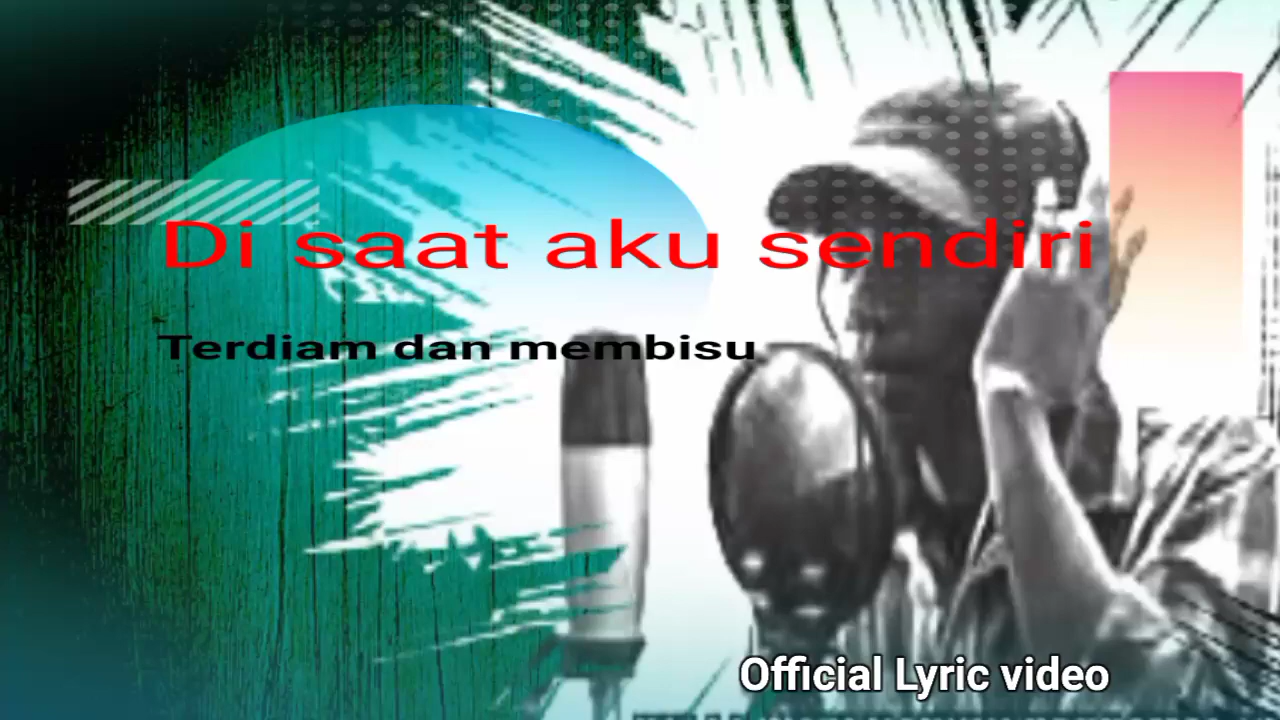 Di saat aku sendiri
Terdiam dan membisu
Official Lyric video